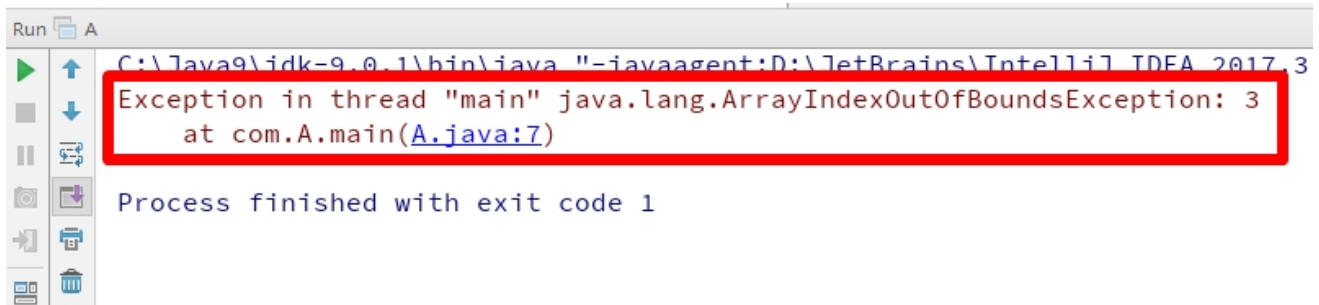 Run A
C:\Java9\jdk-9.0.1\bin\java "-javaagent:D:\JetBrains\IntelliJ IDEA 2017.3
Exception in thread "main" java.lang.ArrayIndexOutOfBoundsException: 3
at com.A.main(A.java:7)
Process finished with exit code 1